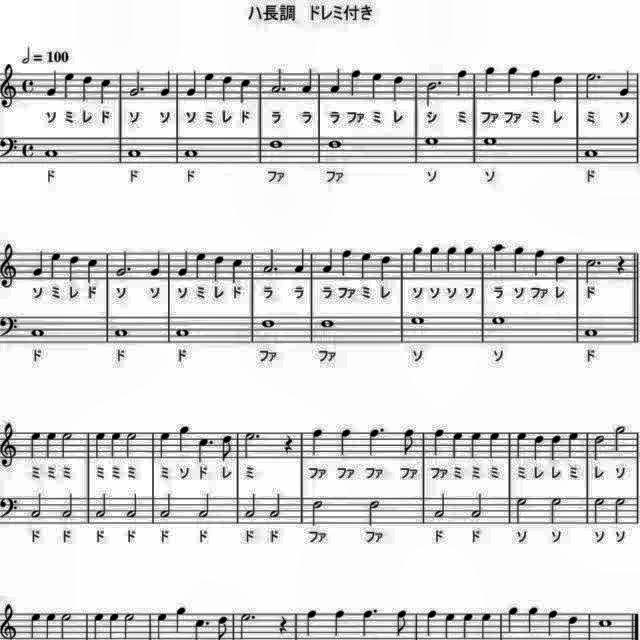 ハ長調 ドレミ付き
= 100
ソ ミ レ ド ソ ソ ソ ミ レ ド ラ ラ ラ ファ ミ レ シ ミ ファ ファ ミ レ ミ ソ
ド ド ド ファ ファ ソ ソ ド
ソ ミ レ ド ソ ソ ソ ミ レ ド ラ ラ ラ ファ ミ レ ソ ソ ソ ソ ラ ソ ファ レ ド
ド ド ド ファ ファ ソ ソ ド
ミ ミ ミ ミ ミ ミ ミ ソ ド レ ミ ファ ファ ファ ファ ファ ミ ミ ミ ミ レ レ ミ レ ソ
ド ド ド ド ド ド ド ド ファ ファ ド ド ソ ソ ソ ソ